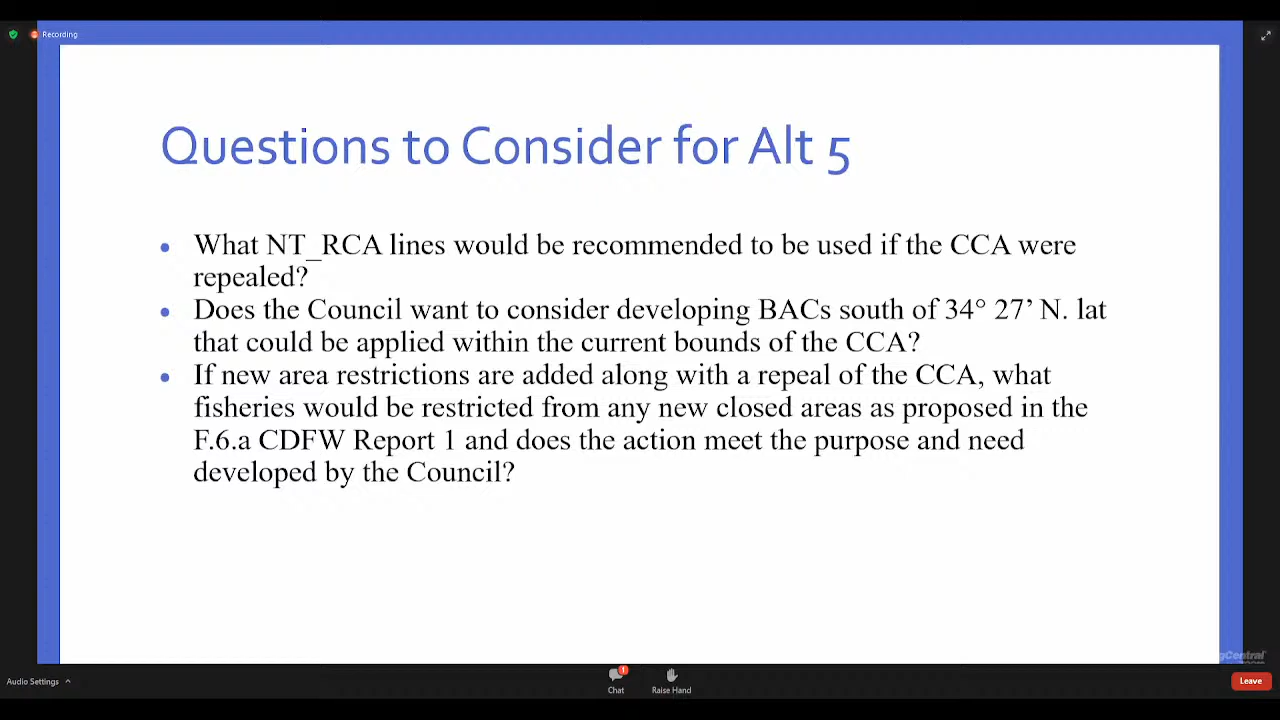 Recording
Questions to Consider for Alt 5
• What NT_RCA lines would be recommended to be used if the CCA were
repealed?
• Does the Council want to consider developing BACs south of 34° 27’ N. lat
that could be applied within the current bounds of the CCA?
• If new area restrictions are added along with a repeal of the CCA, what
fisheries would be restricted from any new closed areas as proposed in the
F.6.a CDFW Report 1 and does the action meet the purpose and need
developed by the Council?
Audio Settings
1
Chat
Raise Hand
Leave